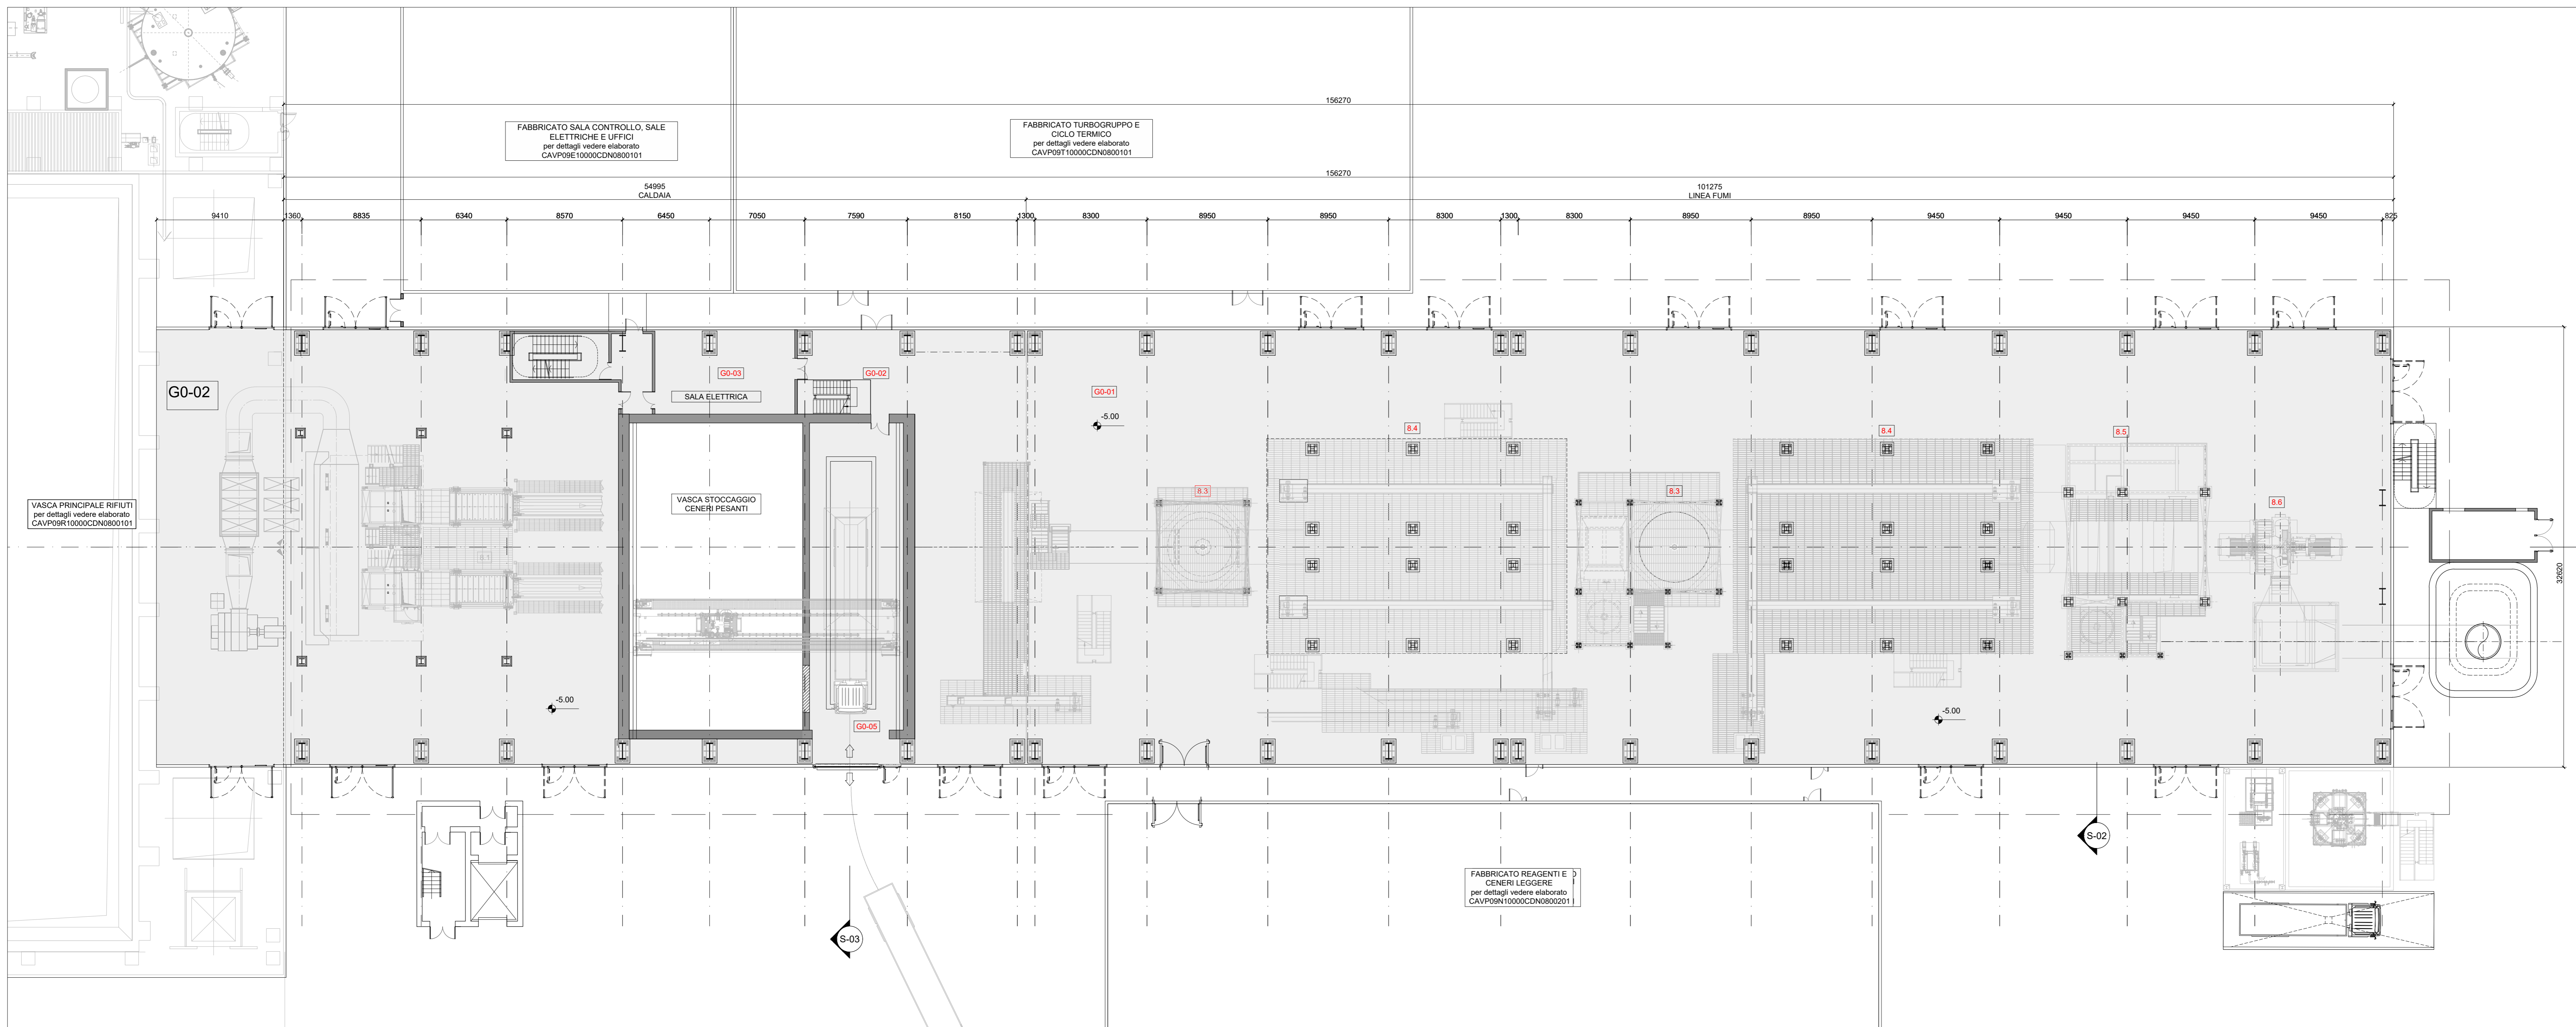 156270
FABBRICATO SALA CONTROLLO, SALE
ELETTRICHE E UFFICI
per dettagli vedere elaborato
CAVP09E10000CDN0800101
FABBRICATO TURBOGRUPPO E
CICLO TERMICO
per dettagli vedere elaborato
CAVP09T10000CDN0800101
156270
54995
CALDAIA
101275
LINEA FUMI
9410
1360
8835
6340
8570
6450
7050
7590
8150
1300
8300
8950
8950
8300
1300
8300
8950
8950
9450
9450
9450
9450
825
G0-02
G0-03
G0-02
SALA ELETTRICA
G0-01
-5.00
8.4
8.4
8.5
8.3
8.3
8.6
VASCA PRINCIPALE RIFIUTI
per dettagli vedere elaborato
CAVP09R10000CDN0800101
VASCA STOCCAGGIO
CENERI PESANTI
8.1
32620
-5.00
G0-05
-5.00
S-02
FABBRICATO REAGENTI E
CENERI LEGGERE
per dettagli vedere elaborato
CAVP09N10000CDN0800201
S-03